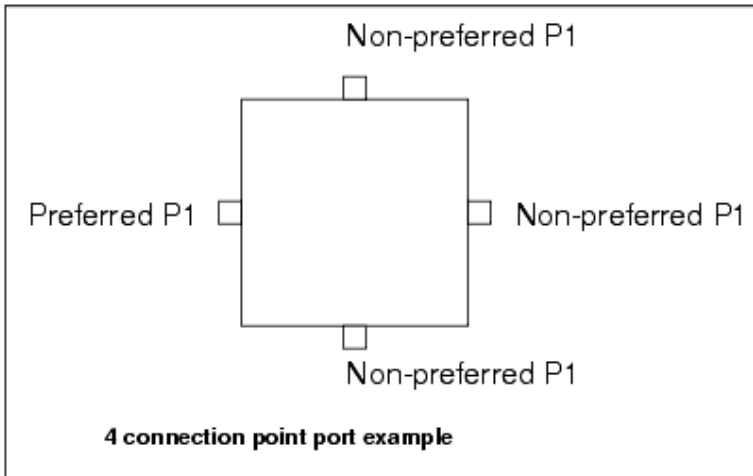 Non-preferred P1
Preferred P1
Non-preferred P1
Non-preferred P1
4 connection point port example